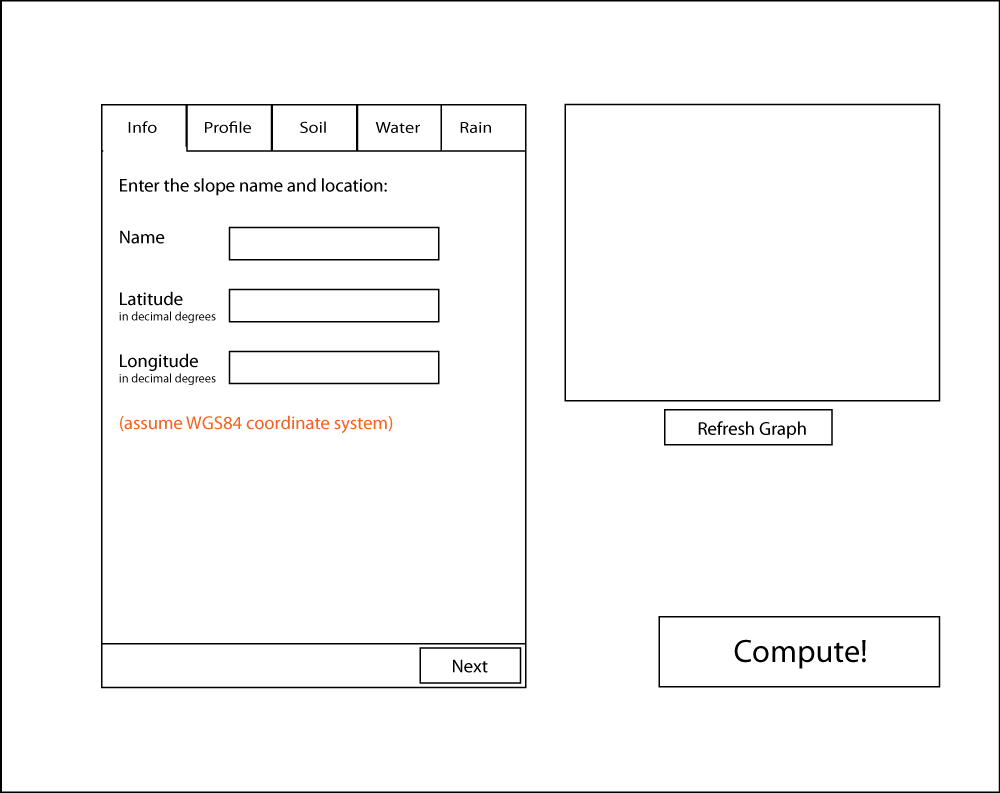 Info Profile Soil Water Rain
Enter the slope name and location:
Name
Latitude
in decimal degrees
Longitude
in decimal degrees
(assume WGS84 coordinate system)
Next
Refresh Graph
Compute!